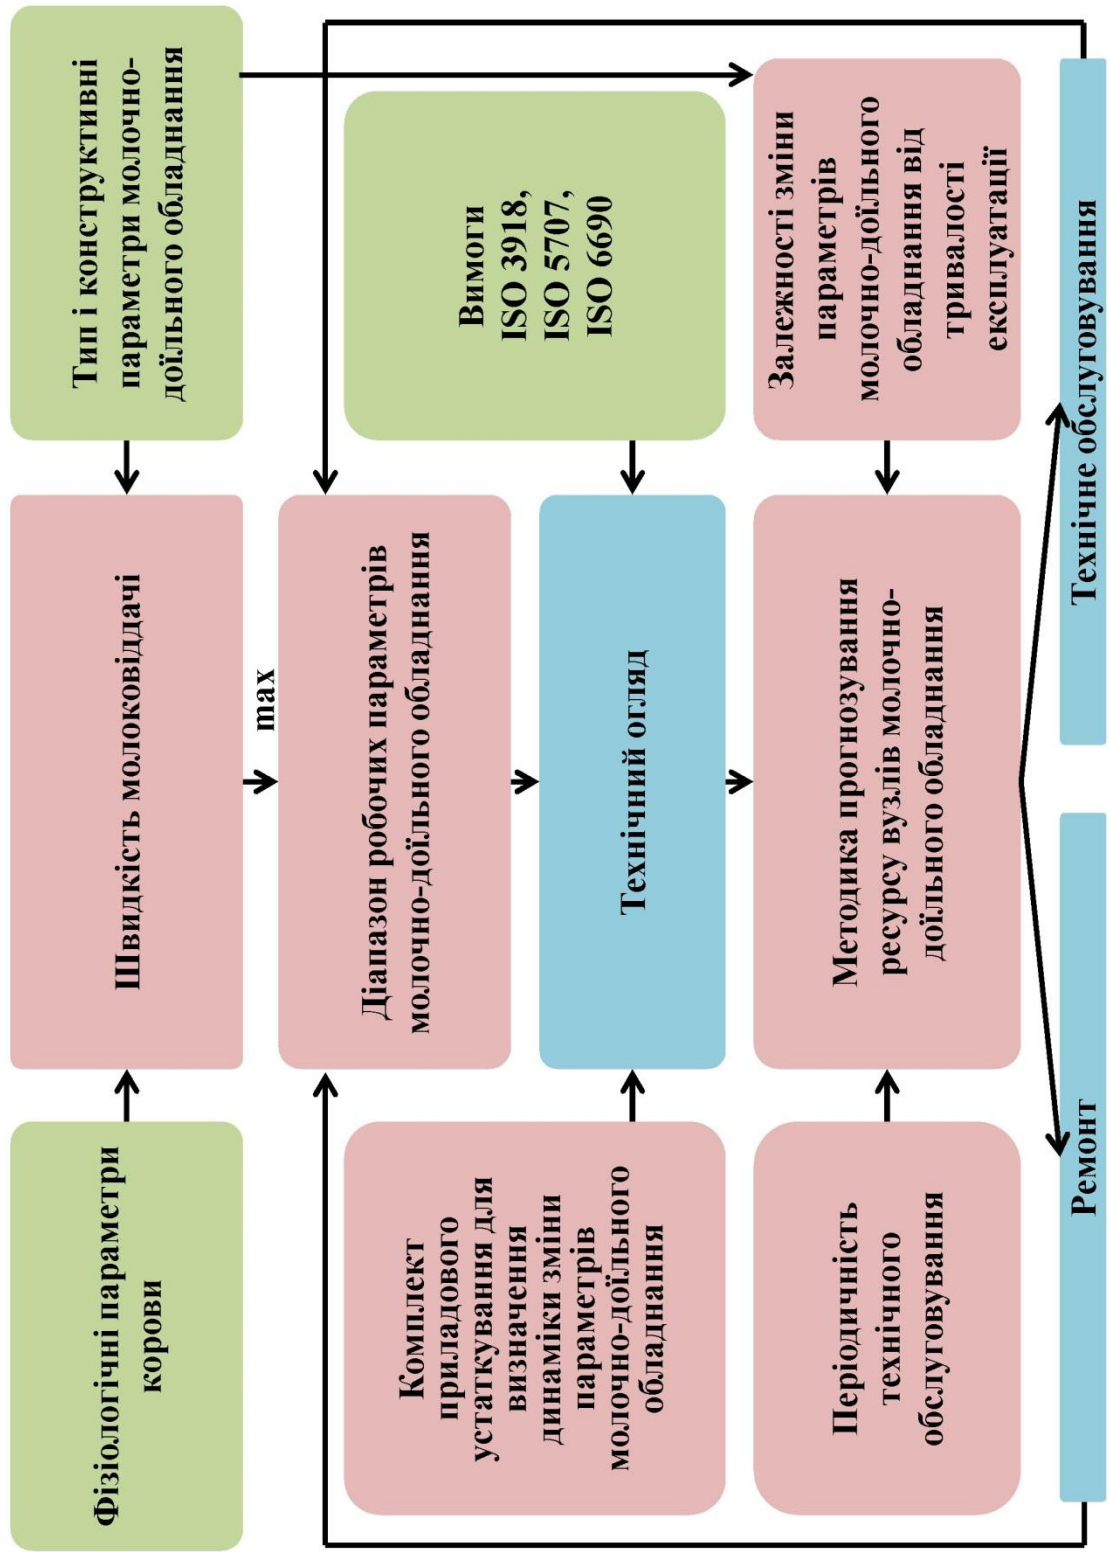 Фізіологічні параметри
корови
Швидкість молоковіддачі
Тип і конструктивні
параметри молочно-
доїльного обладнання
max
Діапазон робочих параметрів
молочно-доїльного обладнання
Комплект
приладового
устаткування для
визначення
динаміки зміни
параметрів
молочно-доїльного
обладнання
Технічний огляд
Вимоги
ISO 3918,
ISO 5707,
ISO 6690
Періодичність
технічного
обслуговування
Методика прогнозування
ресурсу вузлів молочно-
доїльного обладнання
Залежності зміни
параметрів
молочно-доїльного
обладнання від
тривалості
експлуатації
Ремонт
Технічне обслуговування